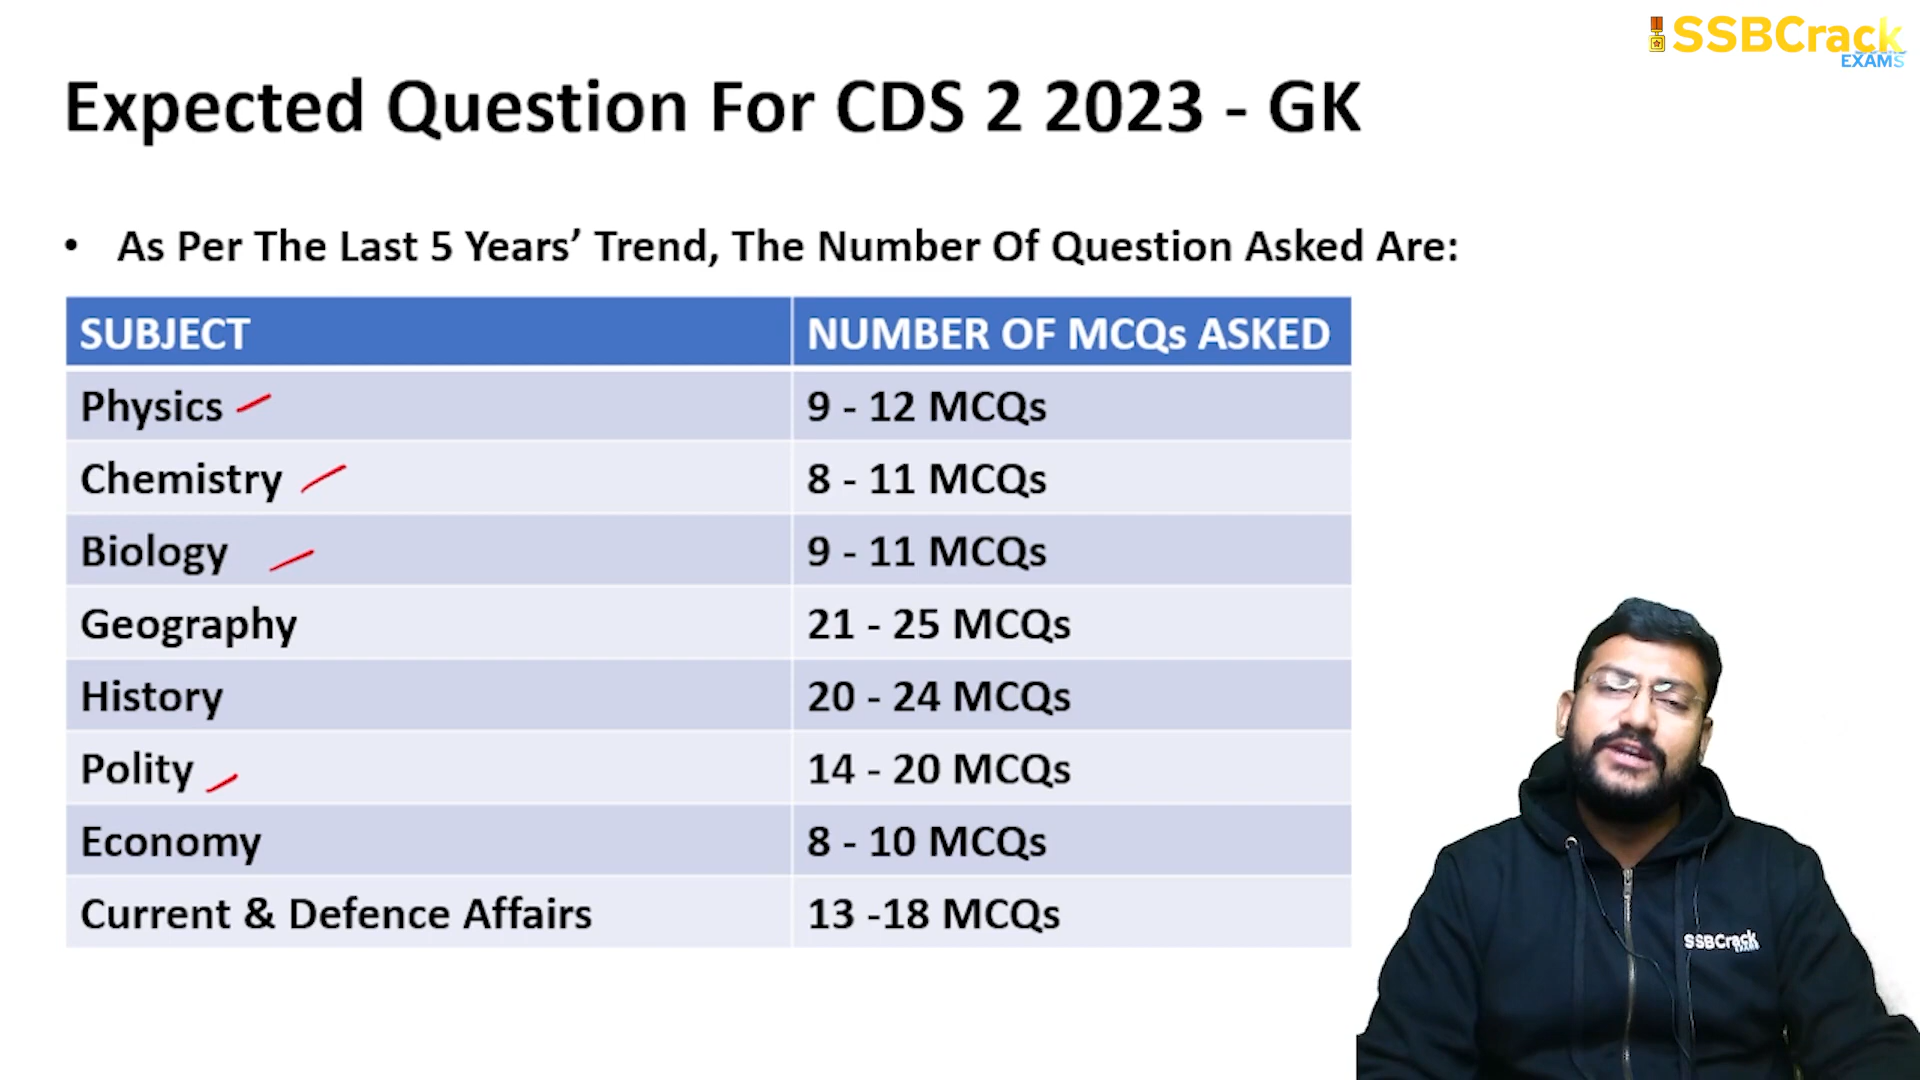 SSBCrack
EXAMS
Expected Question For CDS 2 2023 - GK
• As Per The Last 5 Years’ Trend, The Number Of Question Asked Are:
SUBJECT NUMBER OF MCQs ASKED
Physics 9 - 12 MCQs
Chemistry 8 - 11 MCQs
Biology 9 - 11 MCQs
Geography 21 - 25 MCQs
History 20 - 24 MCQs
Polity 14 - 20 MCQs
Economy 8 - 10 MCQs
Current & Defence Affairs 13 -18 MCQs
SSBCrack
EXAMS